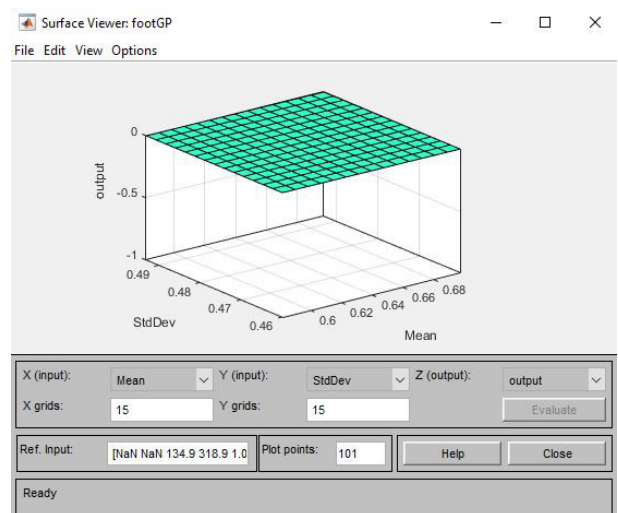 Surface Viewer: footGP
File Edit View Options
0
-0.5
-1
output
0.49
0.48
0.47
0.46
StdDev
0.6
0.62
0.64
0.66
0.68
Mean
X (input): Mean Y (input): StdDev Z (output): output
X grids: 15 Y grids: 15 Evaluate
Ref. Input: [NaN NaN 134.9 318.9 1.0 Plot points: 101 Help Close
Ready